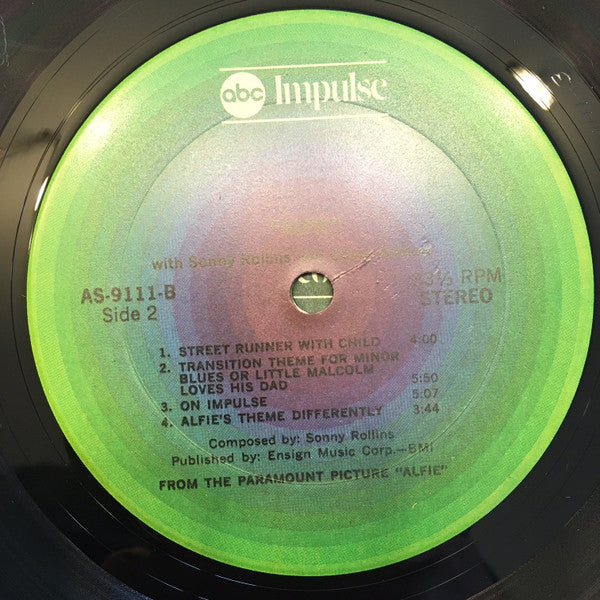 abc Impulse
with Sonny Rollins
AS-9111-B
Side 2
33⅓ RPM
STEREO
1. STREET RUNNER WITH CHILD 4:00
2. TRANSITION THEME FOR MINOR
BLUES OR LITTLE MALCOLM
LOVES HIS DAD 5:50
3. ON IMPULSE 5:07
4. ALFIE'S THEME DIFFERENTLY 3:44
Composed by: Sonny Rollins
Published by: Ensign Music Corp.—BMI
FROM THE PARAMOUNT PICTURE "ALFIE"